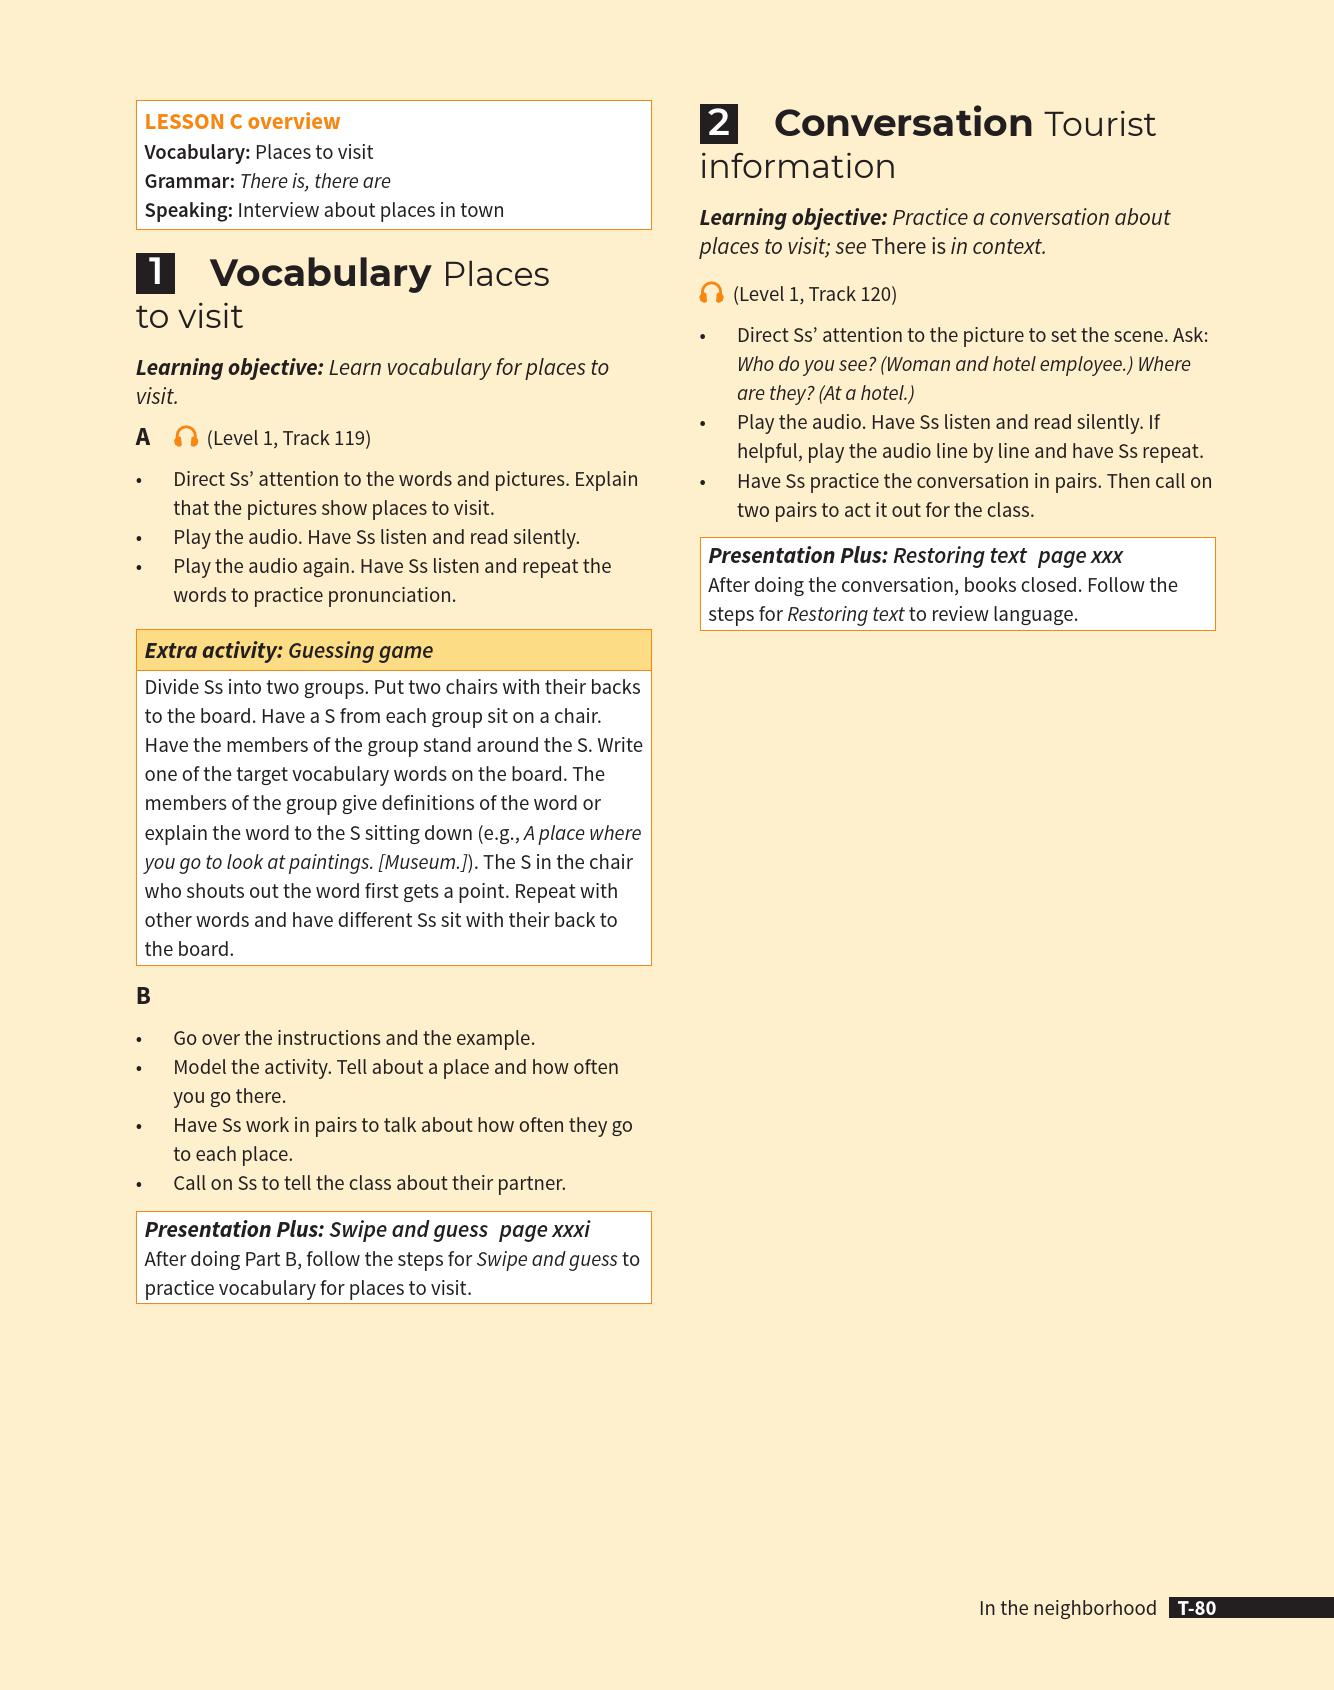 LESSON C overview
Vocabulary: Places to visit
Grammar: There is, there are
Speaking: Interview about places in town
1 Vocabulary Places
to visit
Learning objective: Learn vocabulary for places to
visit.
A (Level 1, Track 119)
• Direct Ss’ attention to the words and pictures. Explain
that the pictures show places to visit.
• Play the audio. Have Ss listen and read silently.
• Play the audio again. Have Ss listen and repeat the
words to practice pronunciation.
Extra activity: Guessing game
Divide Ss into two groups. Put two chairs with their backs
to the board. Have a S from each group sit on a chair.
Have the members of the group stand around the S. Write
one of the target vocabulary words on the board. The
members of the group give definitions of the word or
explain the word to the S sitting down (e.g., A place where
you go to look at paintings. [Museum.]). The S in the chair
who shouts out the word first gets a point. Repeat with
other words and have different Ss sit with their back to
the board.
B
• Go over the instructions and the example.
• Model the activity. Tell about a place and how often
you go there.
• Have Ss work in pairs to talk about how often they go
to each place.
• Call on Ss to tell the class about their partner.
Presentation Plus: Swipe and guess page xxxi
After doing Part B, follow the steps for Swipe and guess to
practice vocabulary for places to visit.
2 Conversation Tourist
information
Learning objective: Practice a conversation about
places to visit; see There is in context.
(Level 1, Track 120)
• Direct Ss’ attention to the picture to set the scene. Ask:
Who do you see? (Woman and hotel employee.) Where
are they? (At a hotel.)
• Play the audio. Have Ss listen and read silently. If
helpful, play the audio line by line and have Ss repeat.
• Have Ss practice the conversation in pairs. Then call on
two pairs to act it out for the class.
Presentation Plus: Restoring text page xxx
After doing the conversation, books closed. Follow the
steps for Restoring text to review language.
In the neighborhood T-80